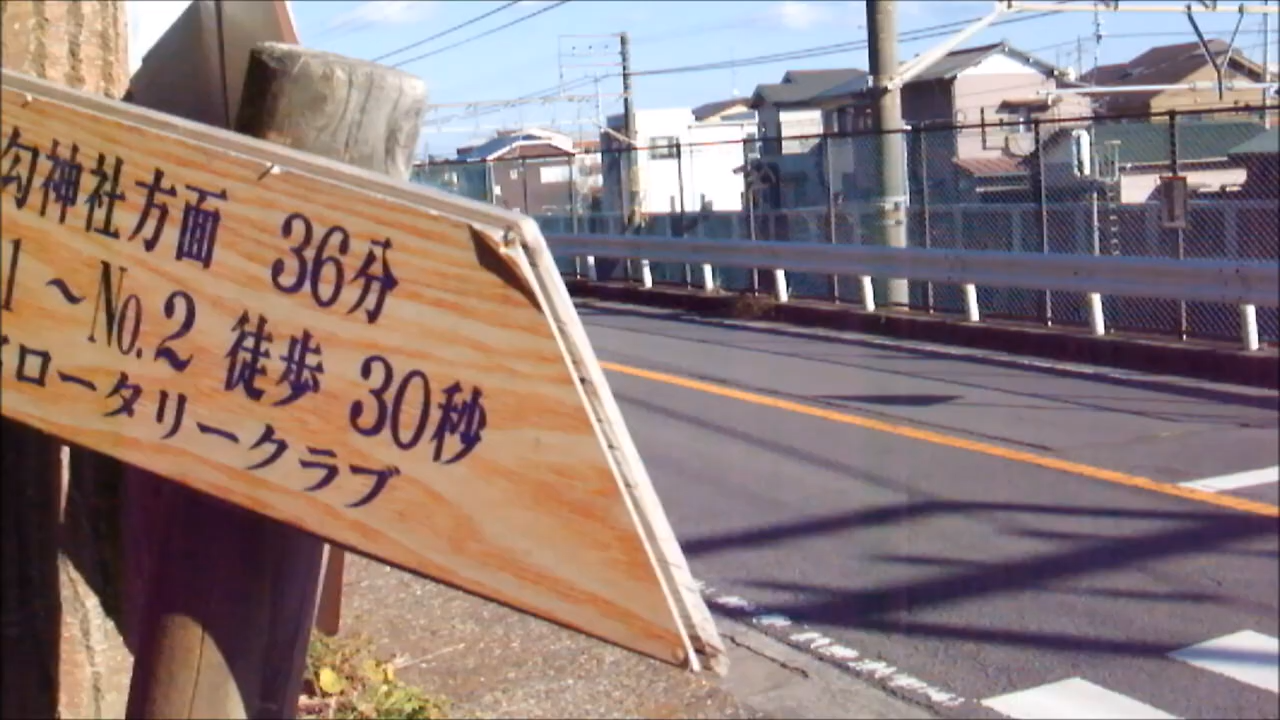 勾神社方面 36分
1～No.2 徒歩 30秒
ロータリークラブ